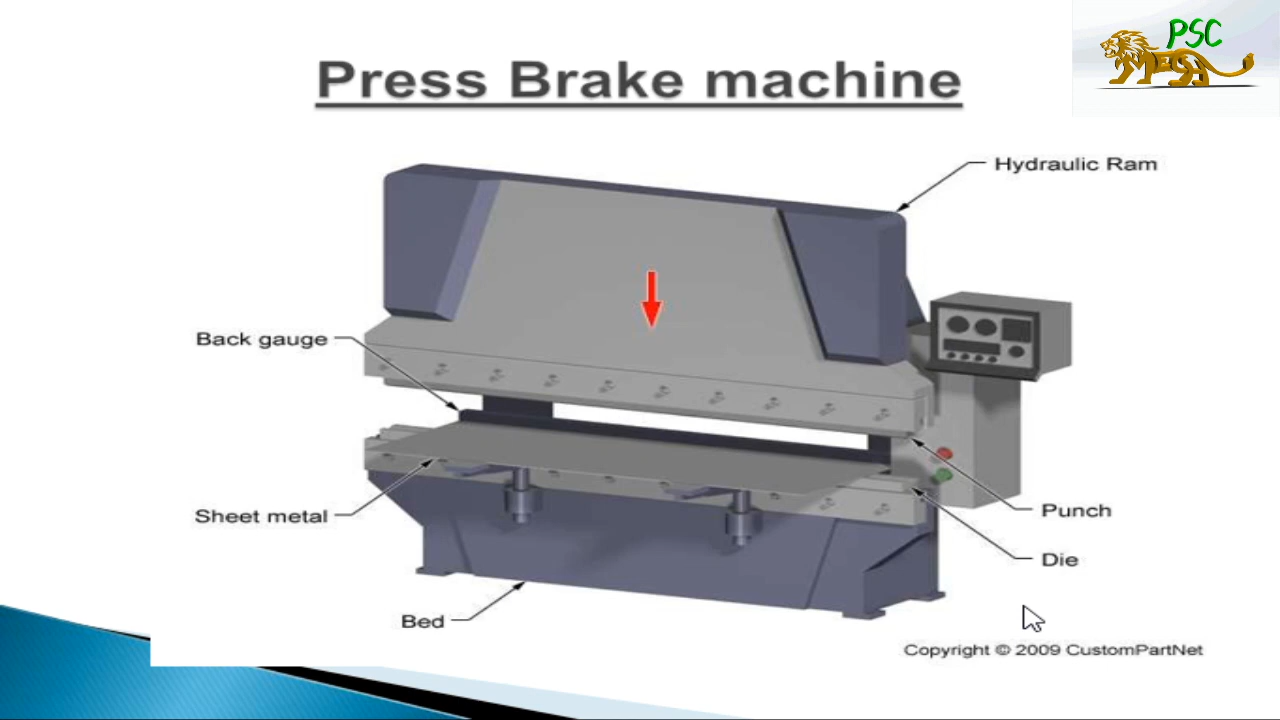 PSC
Press Brake machine
Hydraulic Ram
Back gauge
Sheet metal
Punch
Die
Bed
Copyright © 2009 CustomPartNet